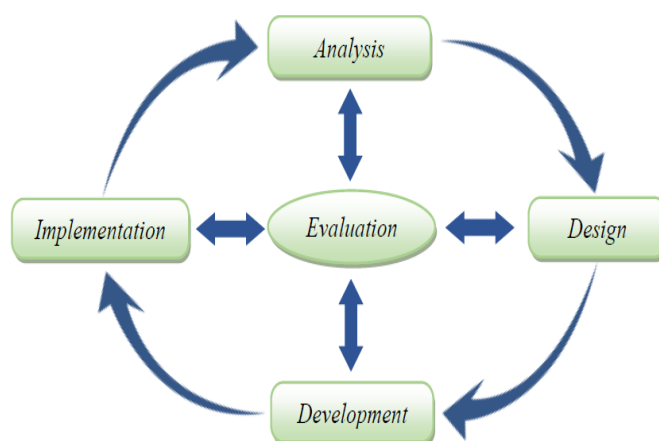 Analysis
Implementation
Evaluation
Design
Development